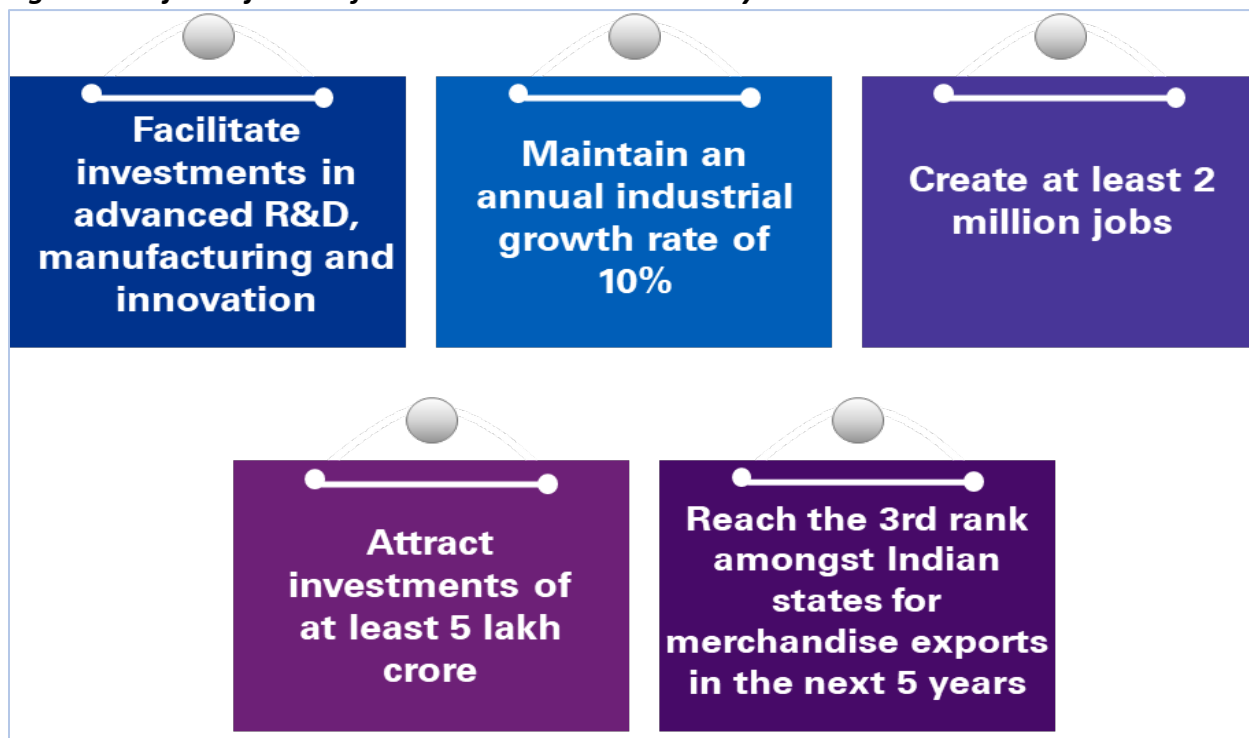 Facilitate
investments in
advanced R&D,
manufacturing and
innovation
Maintain an
annual industrial
growth rate of
10%
Create at least 2
million jobs
Attract
investments of
at least 5 lakh
crore
Reach the 3rd rank
amongst Indian
states for
merchandise exports
in the next 5 years